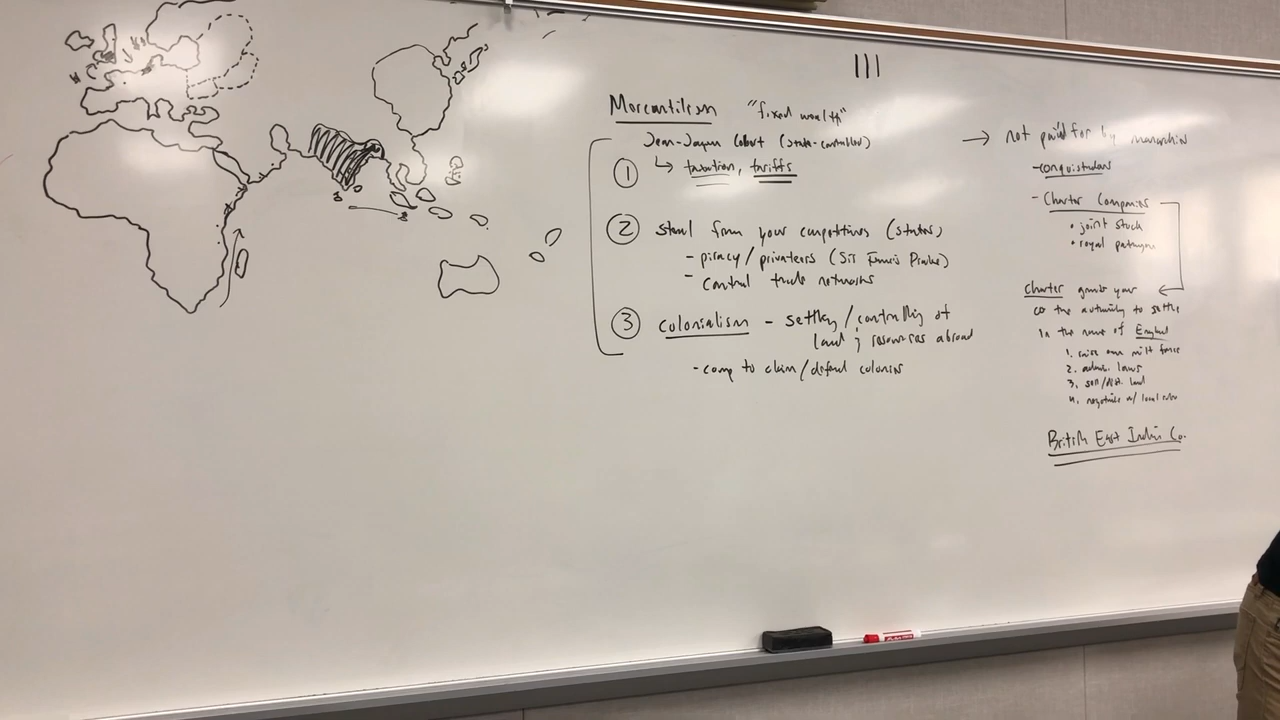 III
Mercantilism "fixed wealth"
Jean-Jaques Colbert (state-controlled)
① ↳ taxation, tariffs
② steal from your competitives (states)
- piracy/privateers (Sir Francis Drake)
- control trade networks
③ colonialism - settling/controlling of
land & resources abroad
- comp to claim/defend colonies
→ not paid for by monarchies
- conquistadors
- Charter Companies
• joint stock
• royal patronage
Charter grants your
co the authority to settle
in the name of England
1. raise own milt force
2. admin. laws
3. sell/dist. land
4. negotiate w/ local rulers
British East India Co.